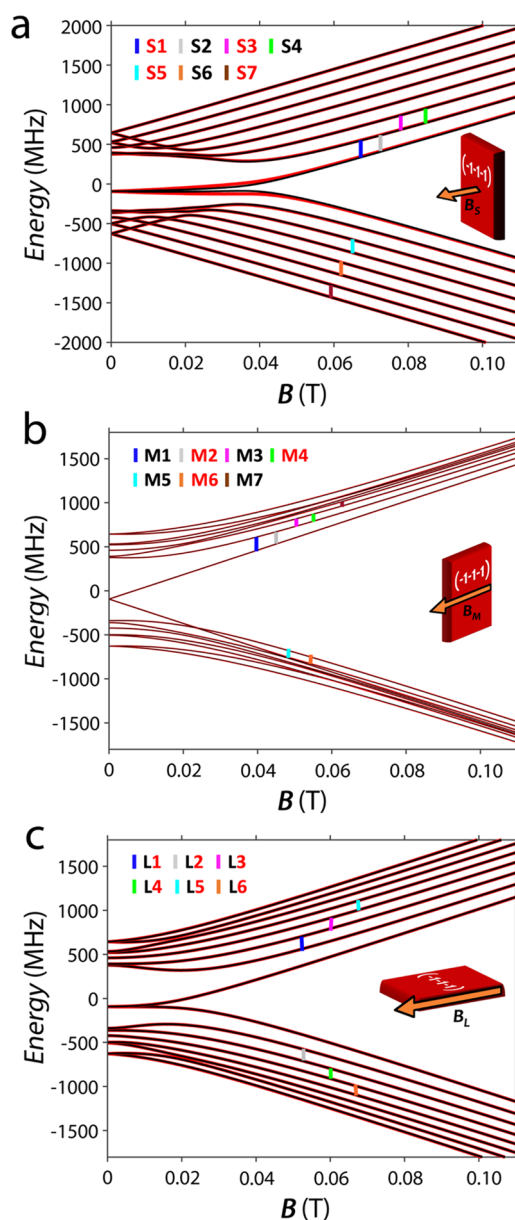 a
2000
1500
1000
500
0
-500
-1000
-1500
-2000
Energy (MHz)
S1 S2 S3 S4
S5 S6 S7
(-1-1-1)
B_S
0 0.02 0.04 0.06 0.08 0.10
B (T)
b
1500
1000
500
0
-500
-1000
-1500
Energy (MHz)
M1 M2 M3 M4
M5 M6 M7
(-1-1-1)
B_M
0 0.02 0.04 0.06 0.08 0.10
B (T)
c
1500
1000
500
0
-500
-1000
-1500
Energy (MHz)
L1 L2 L3
L4 L5 L6
(-1-1-1)
B_L
0 0.02 0.04 0.06 0.08 0.10
B (T)